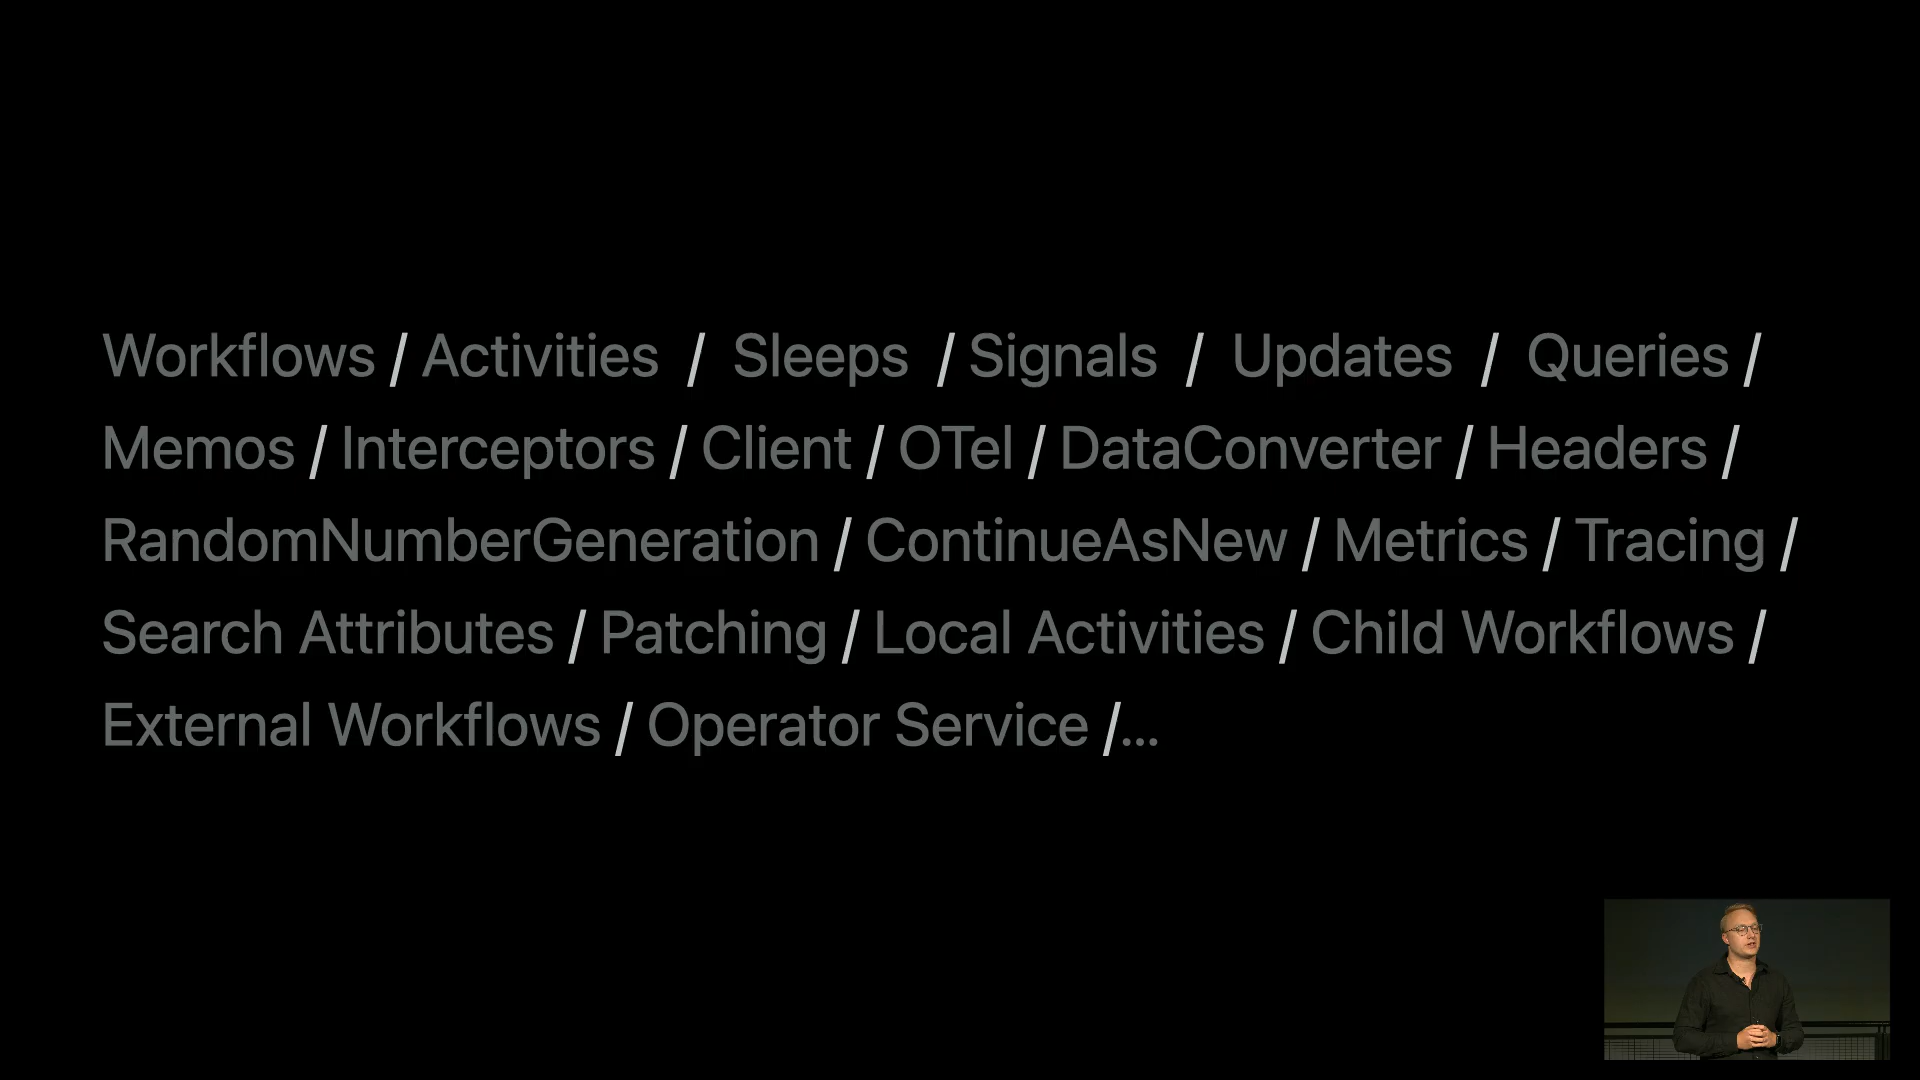 Workflows / Activities / Sleeps / Signals / Updates / Queries /
Memos / Interceptors / Client / OTel / DataConverter / Headers /
RandomNumberGeneration / ContinueAsNew / Metrics / Tracing /
Search Attributes / Patching / Local Activities / Child Workflows /
External Workflows / Operator Service /...